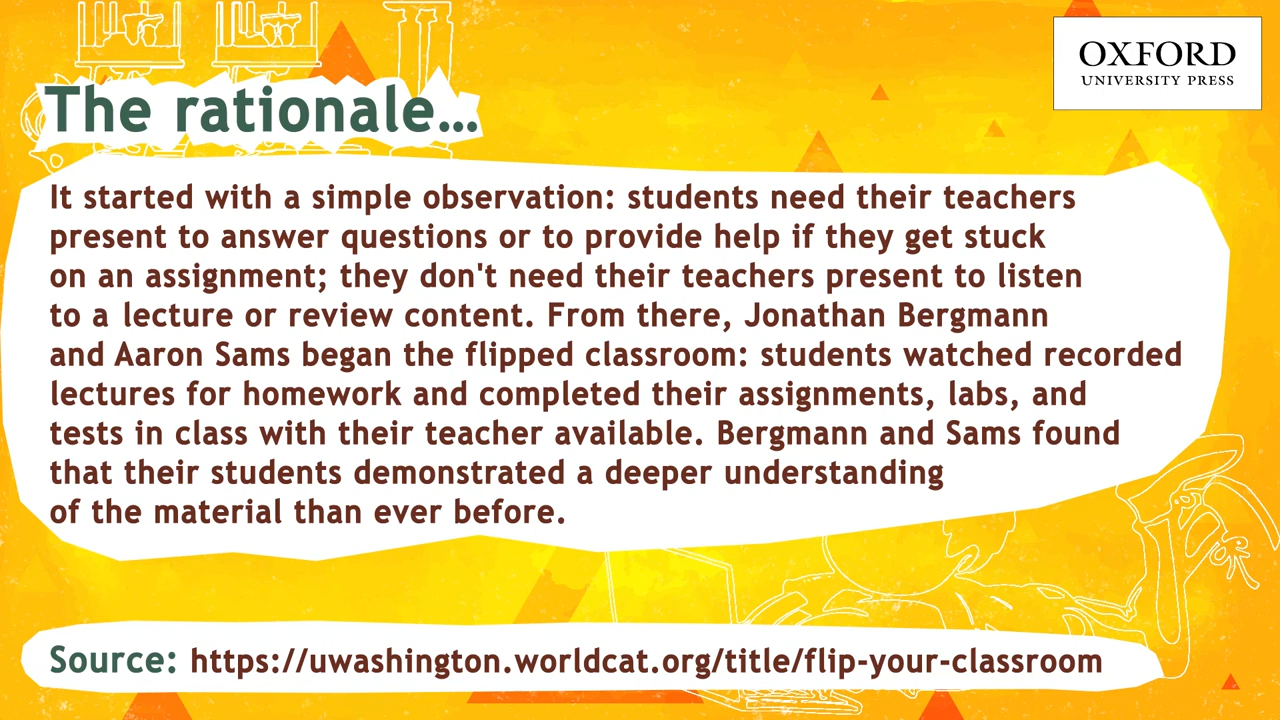 OXFORD
UNIVERSITY PRESS
The rationale...
It started with a simple observation: students need their teachers
present to answer questions or to provide help if they get stuck
on an assignment; they don't need their teachers present to listen
to a lecture or review content. From there, Jonathan Bergmann
and Aaron Sams began the flipped classroom: students watched recorded
lectures for homework and completed their assignments, labs, and
tests in class with their teacher available. Bergmann and Sams found
that their students demonstrated a deeper understanding
of the material than ever before.
Source: https://uwashington.worldcat.org/title/flip-your-classroom